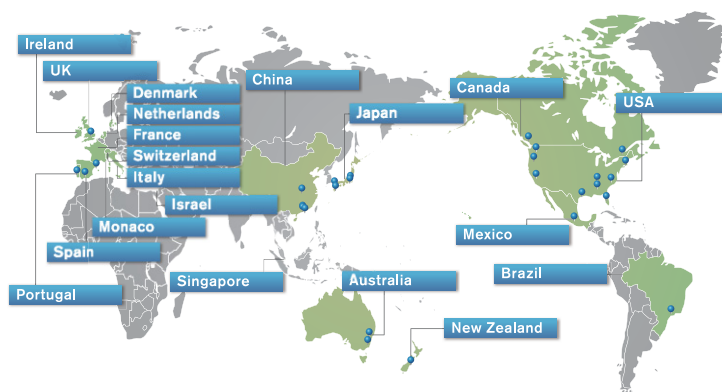 Ireland
UK
Denmark
Netherlands
France
Switzerland
Italy
Israel
Monaco
Spain
Portugal
China
Japan
Singapore
Australia
New Zealand
Canada
USA
Mexico
Brazil